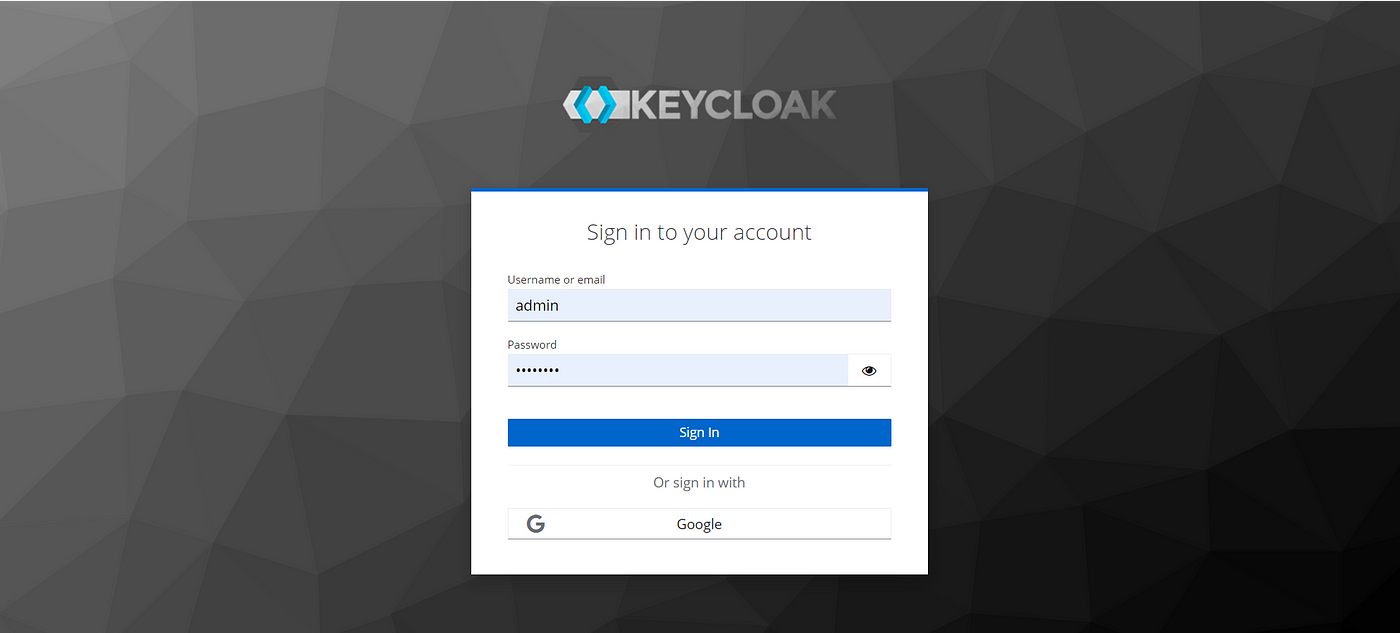 KEYCLOAK
Sign in to your account
Username or email
admin
Password
••••••••
Sign In
Or sign in with
G Google